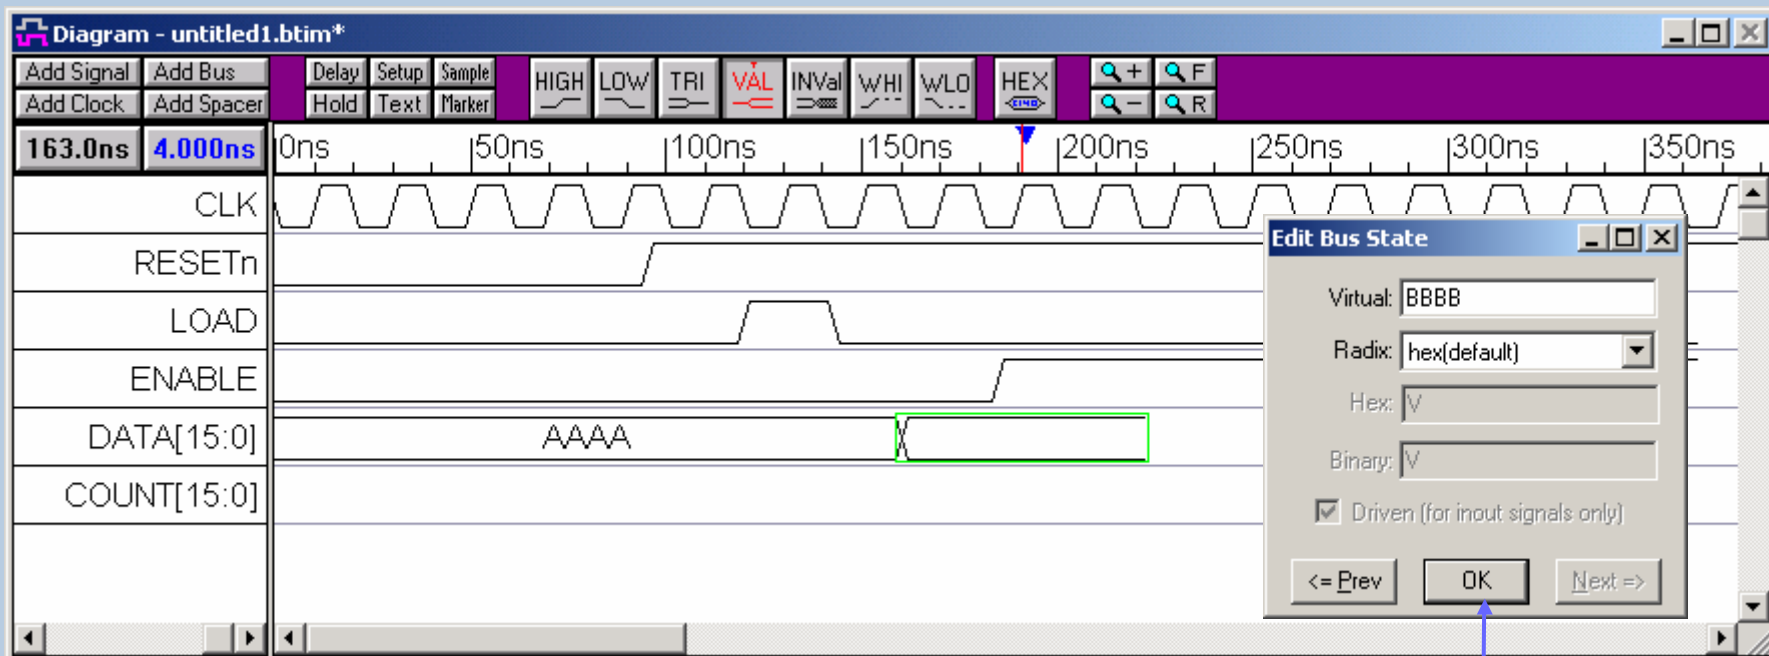 Diagram - untitled1.btim*
Add Signal Add Bus Delay Setup Sample HIGH LOW TRI VAL INVal WHI WLO HEX + F
Add Clock Add Spacer Hold Text Marker - R
163.0ns 4.000ns 0ns 50ns 100ns 150ns 200ns 250ns 300ns 350ns
CLK
RESETn
LOAD
ENABLE
DATA[15:0] AAAA
COUNT[15:0]
Edit Bus State
Virtual: BBBB
Radix: hex(default)
Hex: V
Binary: V
Driven (for inout signals only)
<= Prev OK Next =>